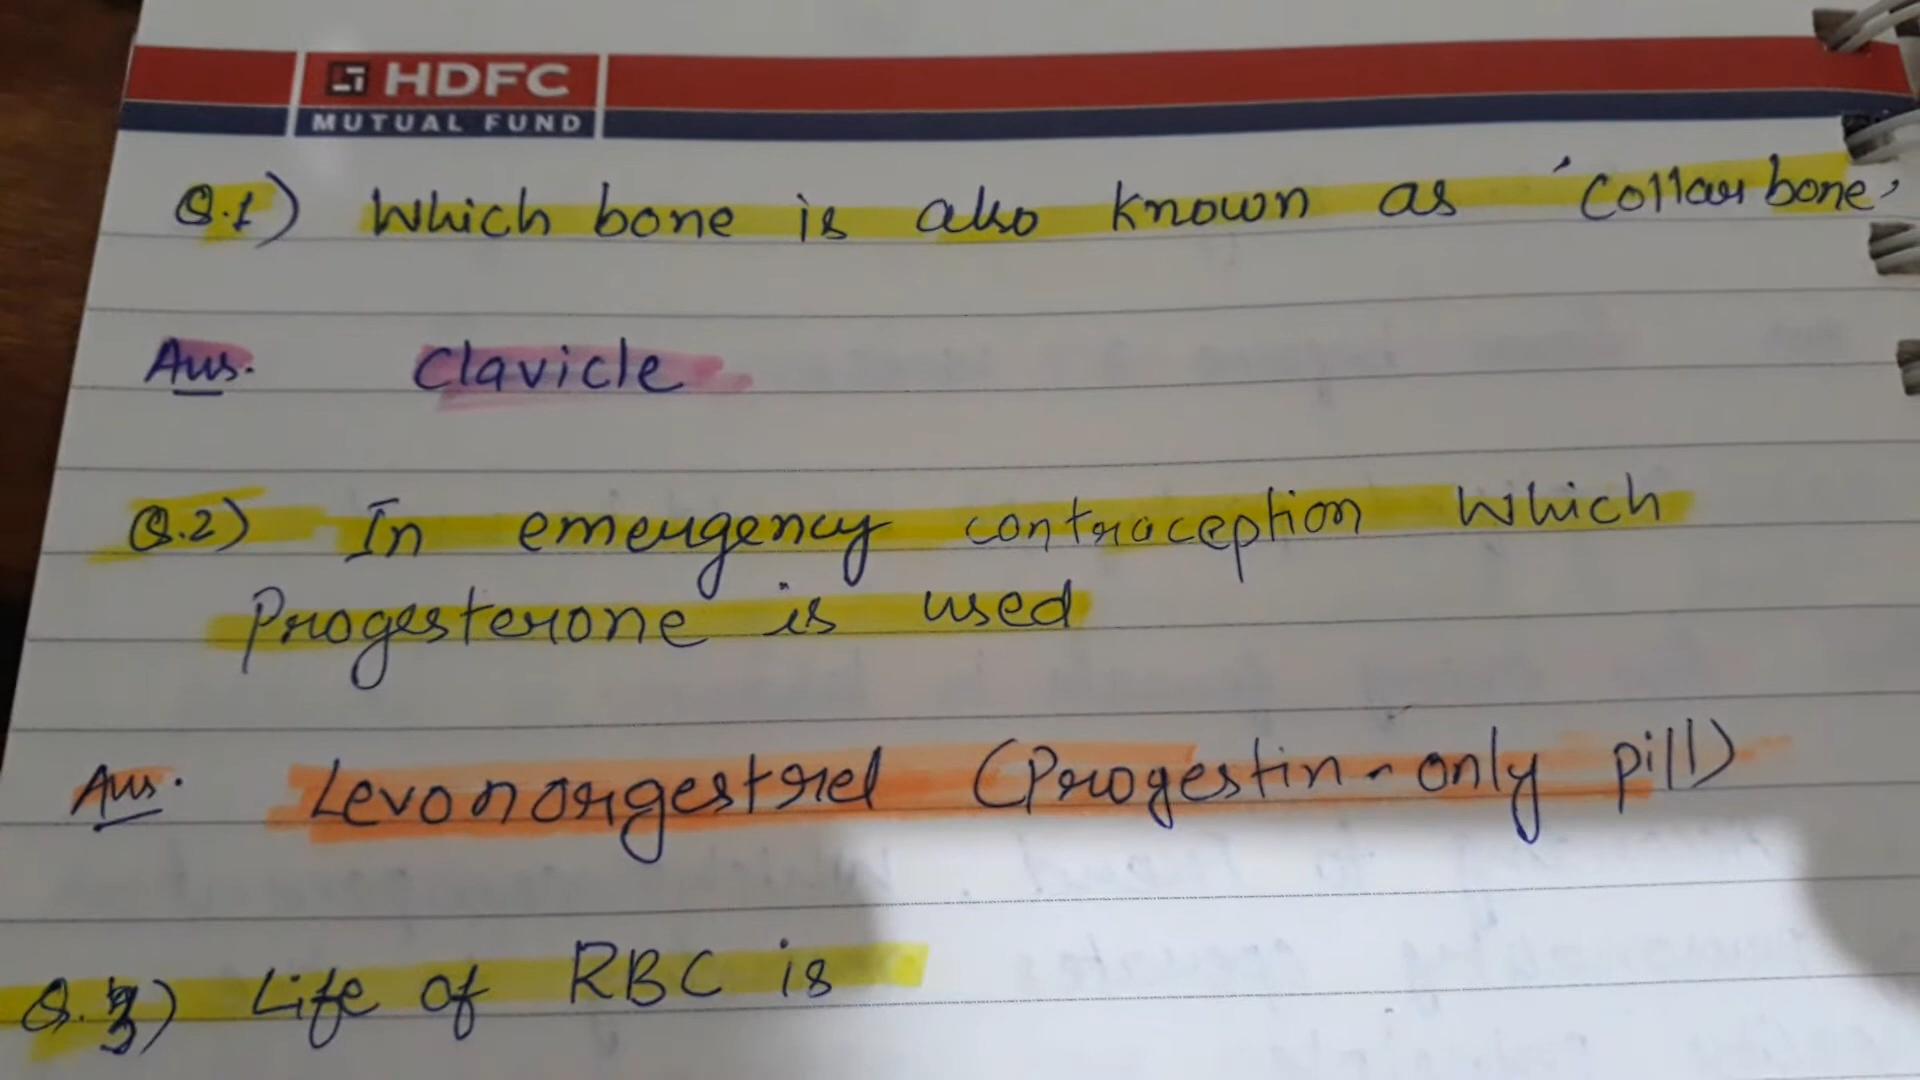 HDFC
MUTUAL FUND
Q.1) Which bone is also known as 'Collar bone'
Ans. Clavicle
Q.2) In emergency contraception which
Progesterone is used
Ans. Levonorgestrel (Progestin-only pill)
Q.3) Life of RBC is